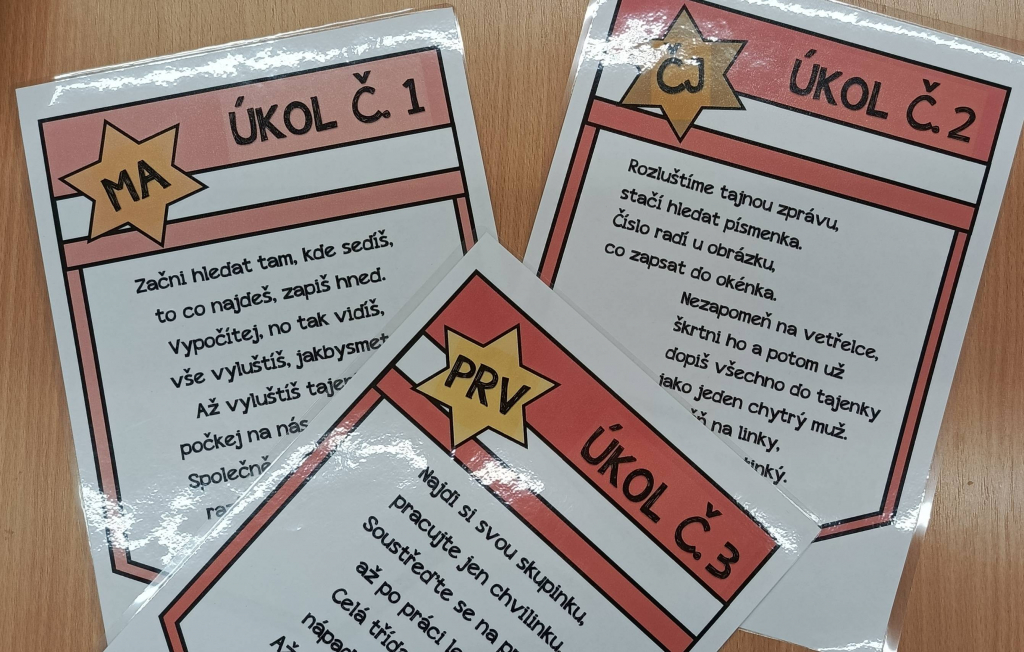 ÚKOL Č. 1
MA
Začni hledat tam, kde sedíš,
to co najdeš, zapiš hned.
Vypočítej, no tak vidíš,
vše vyluštíš, jakbysmet
Až vyluštíš
počkej na nás
Společně
ÚKOL Č. 2
ČJ
Rozluštíme tajnou zprávu,
stačí hledat písmenka.
Číslo radí u obrázku,
co zapsat do okénka.
Nezapomeň na vetřelce,
škrtni ho a potom už
dopiš všechno do tajenky
jako jeden chytrý muž.
na linky,
ÚKOL Č. 3
PRV
Najdi si svou skupinku,
pracujte jen chvilinku.
Soustřeďte se na
až po práci
Celá třída
Až